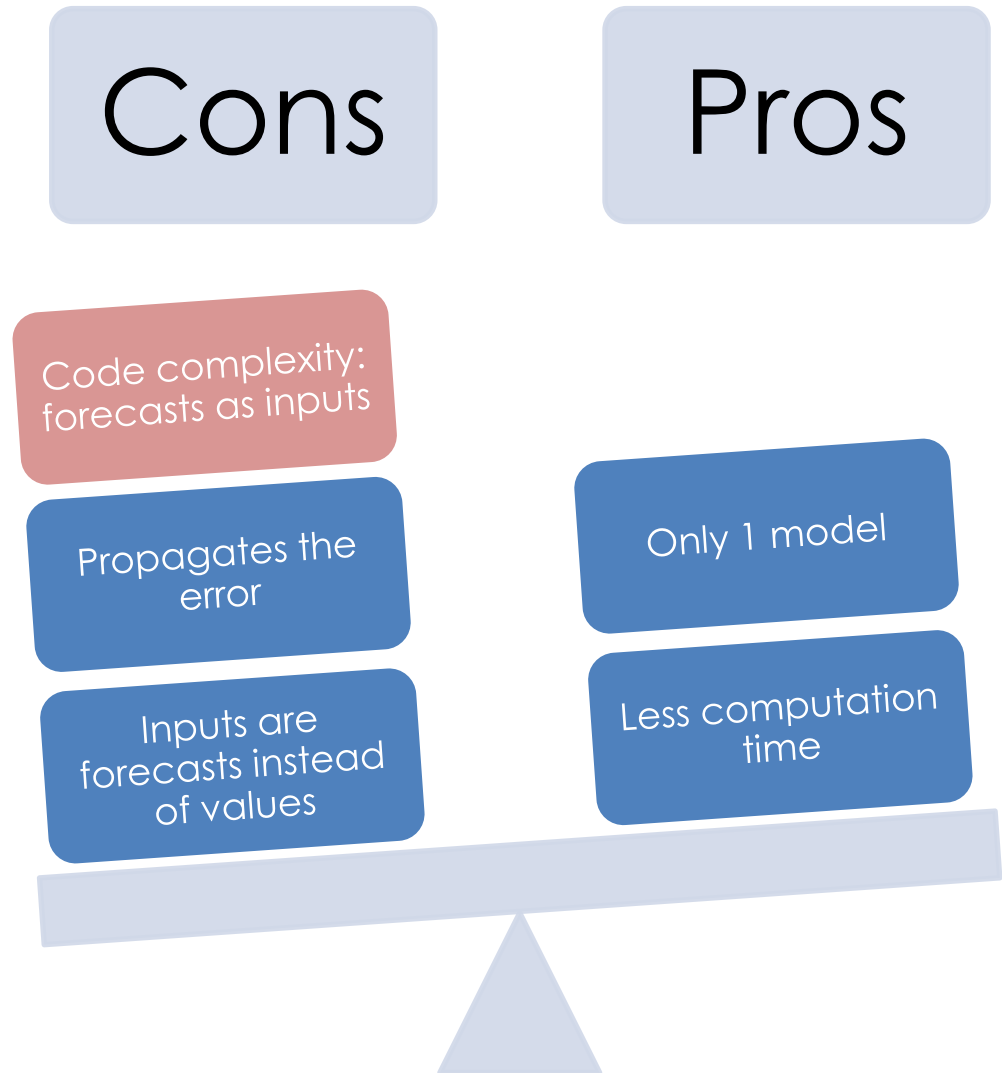 Cons
Pros
Code complexity:
forecasts as inputs
Propagates the
error
Inputs are
forecasts instead
of values
Only 1 model
Less computation
time